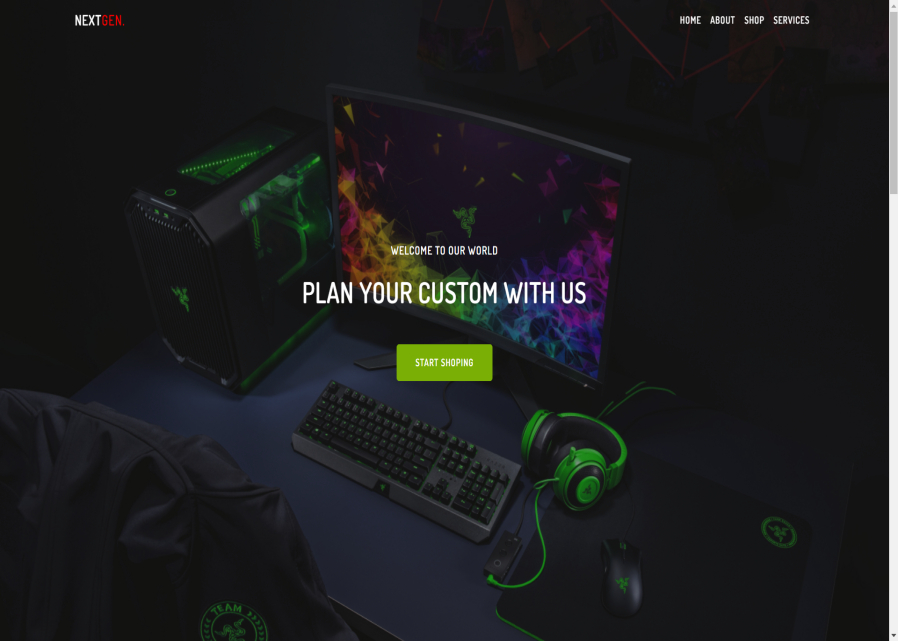 NEXTGEN.
HOME ABOUT SHOP SERVICES
WELCOME TO OUR WORLD
PLAN YOUR CUSTOM WITH US
START SHOPING
TEAM